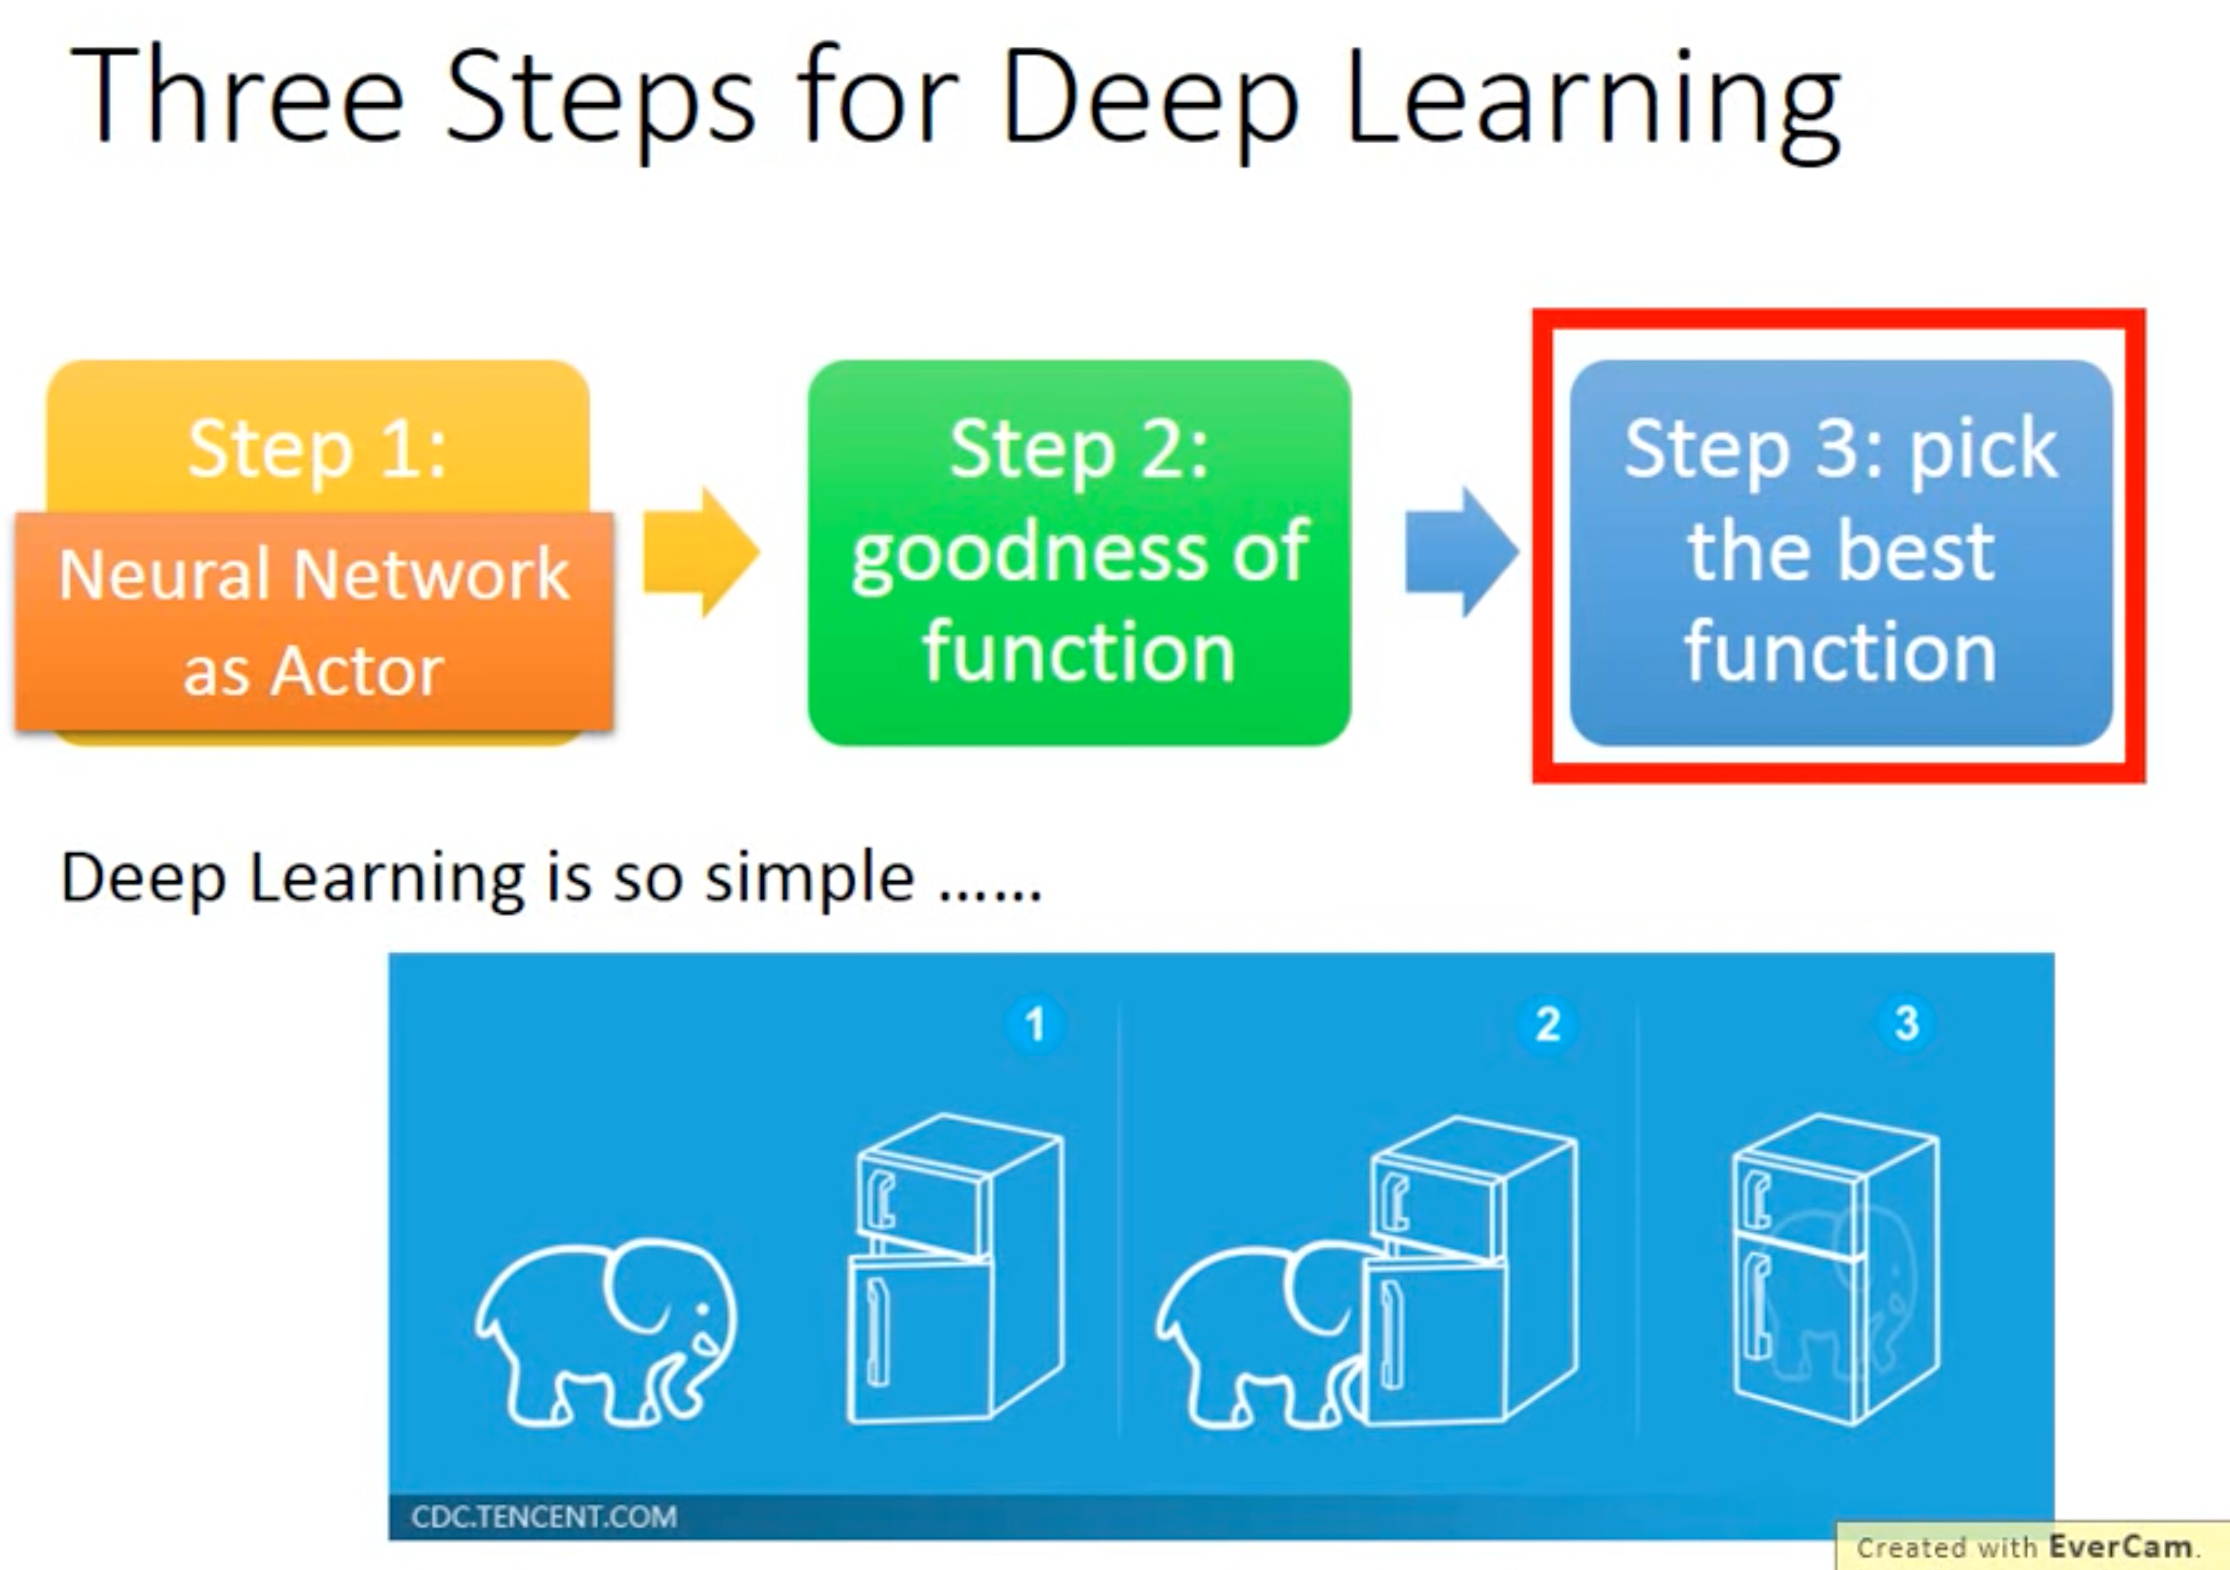 Three Steps for Deep Learning
Step 1:
Neural Network
as Actor
Step 2:
goodness of
function
Step 3: pick
the best
function
Deep Learning is so simple ……
1
2
3
CDC.TENCENT.COM
Created with EverCam.